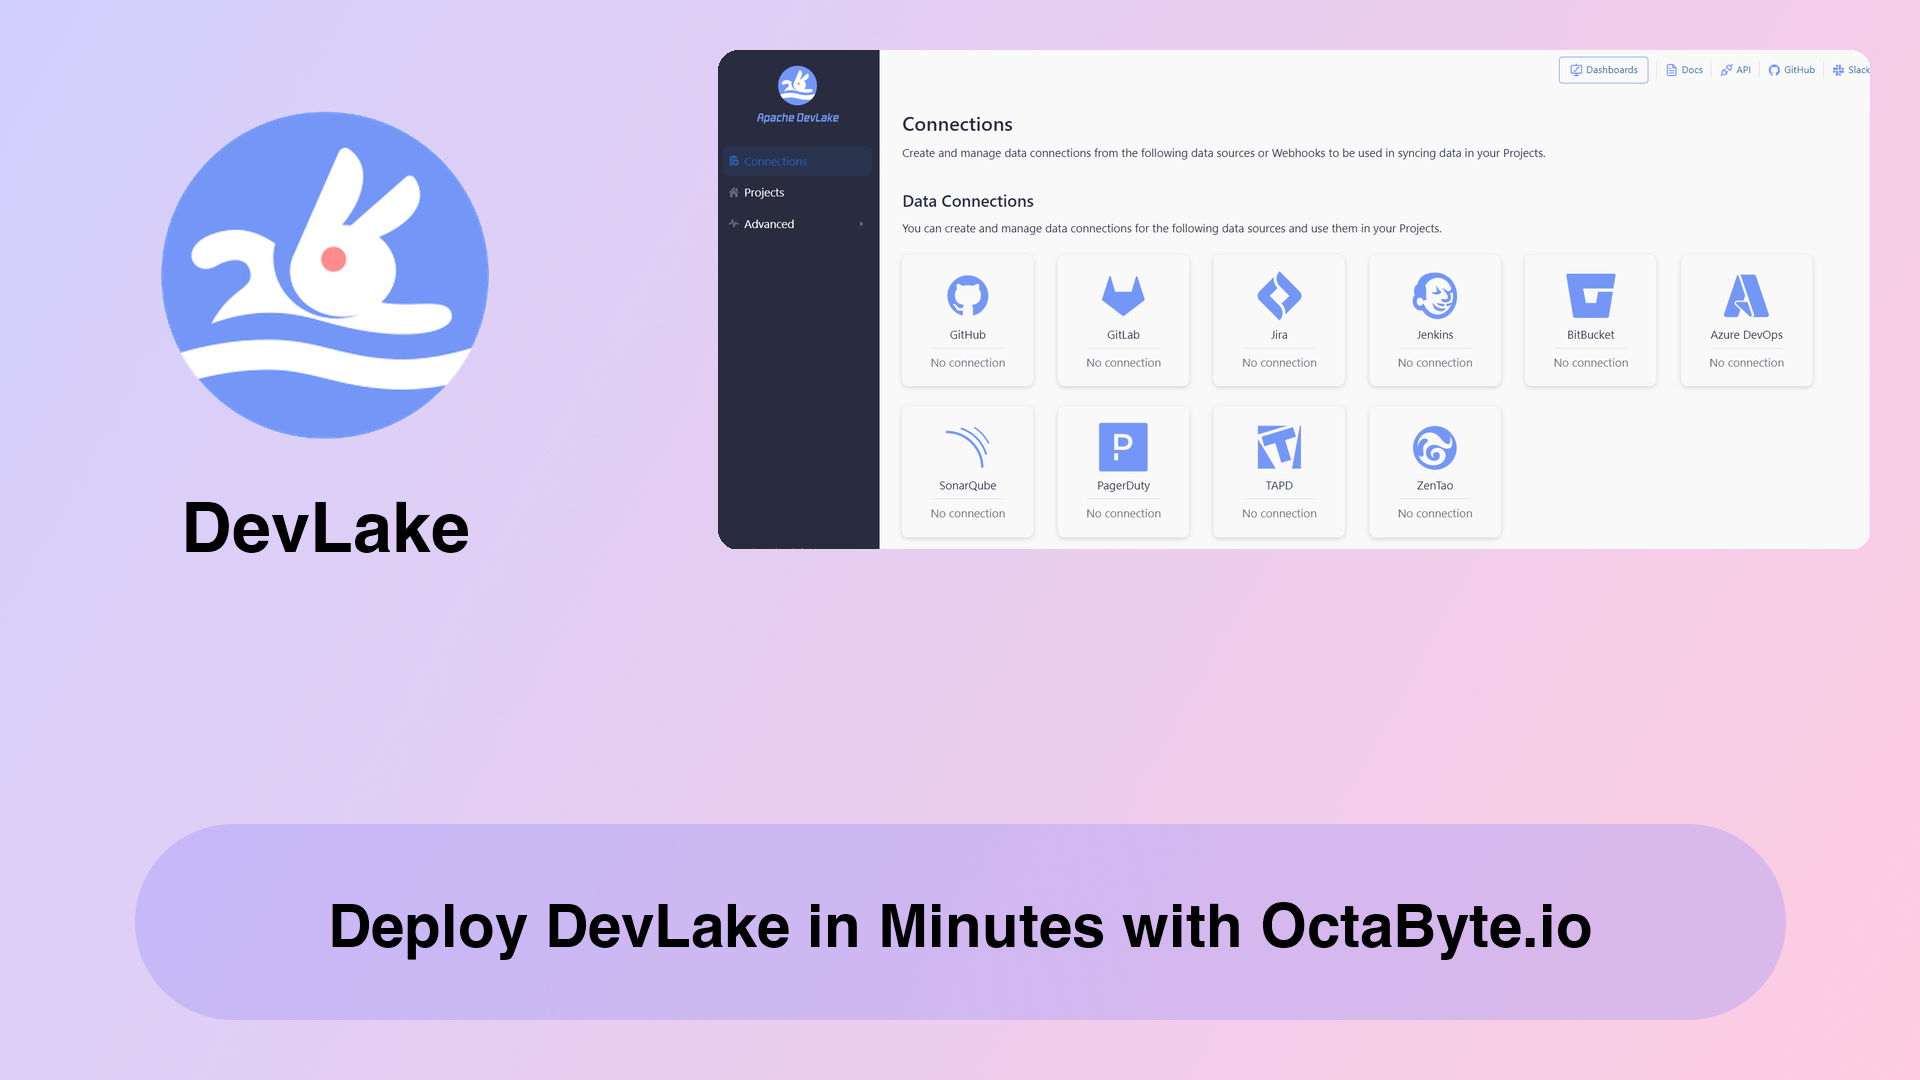 DevLake
Apache DevLake
Connections
Projects
Advanced
Dashboards
Docs
API
GitHub
Slack
Connections
Create and manage data connections from the following data sources or Webhooks to be used in syncing data in your Projects.
Data Connections
You can create and manage data connections for the following data sources and use them in your Projects.
GitHub
No connection
GitLab
No connection
Jira
No connection
Jenkins
No connection
BitBucket
No connection
Azure DevOps
No connection
SonarQube
No connection
PagerDuty
No connection
TAPD
No connection
ZenTao
No connection
Deploy DevLake in Minutes with OctaByte.io